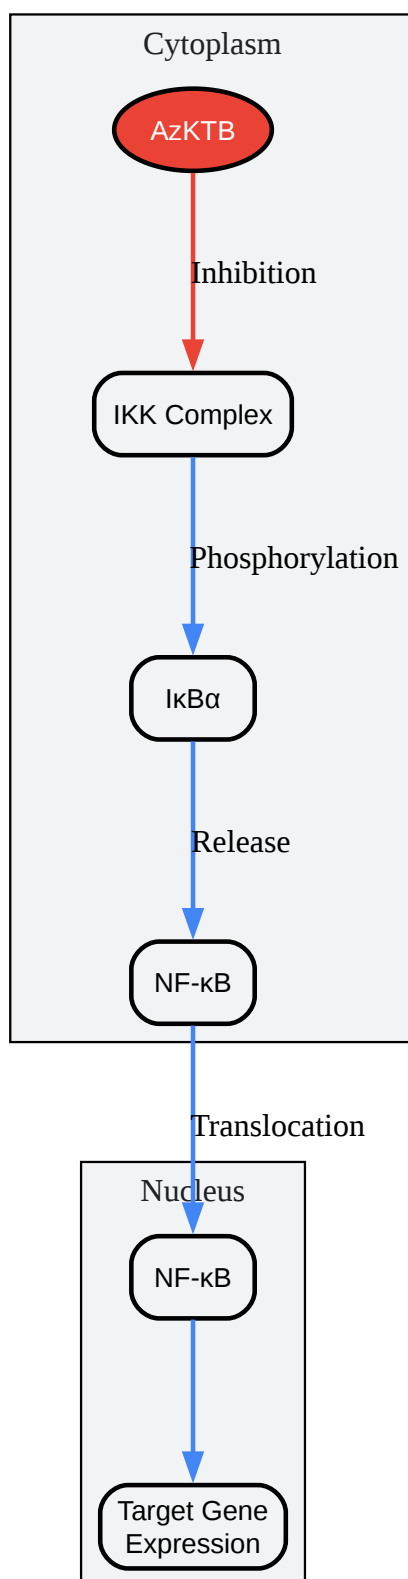 Cytoplasm
AzKTB
Inhibition
IKK Complex
Phosphorylation
IκBα
Release
NF-κB
Translocation
Nucleus
NF-κB
Target Gene
Expression